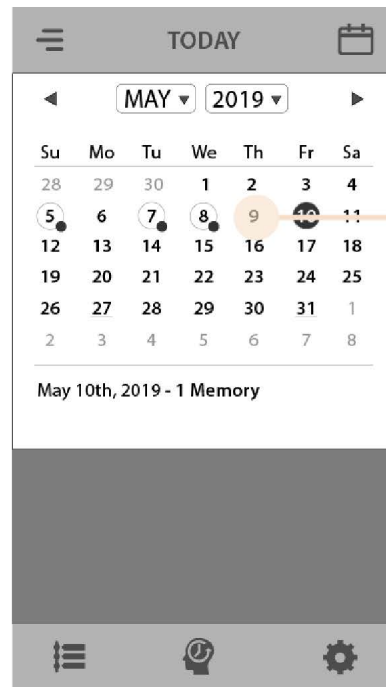 TODAY
MAY 2019
Su Mo Tu We Th Fr Sa
28 29 30 1 2 3 4
5 6 7 8 9 10 11
12 13 14 15 16 17 18
19 20 21 22 23 24 25
26 27 28 29 30 31 1
2 3 4 5 6 7 8
May 10th, 2019 - 1 Memory